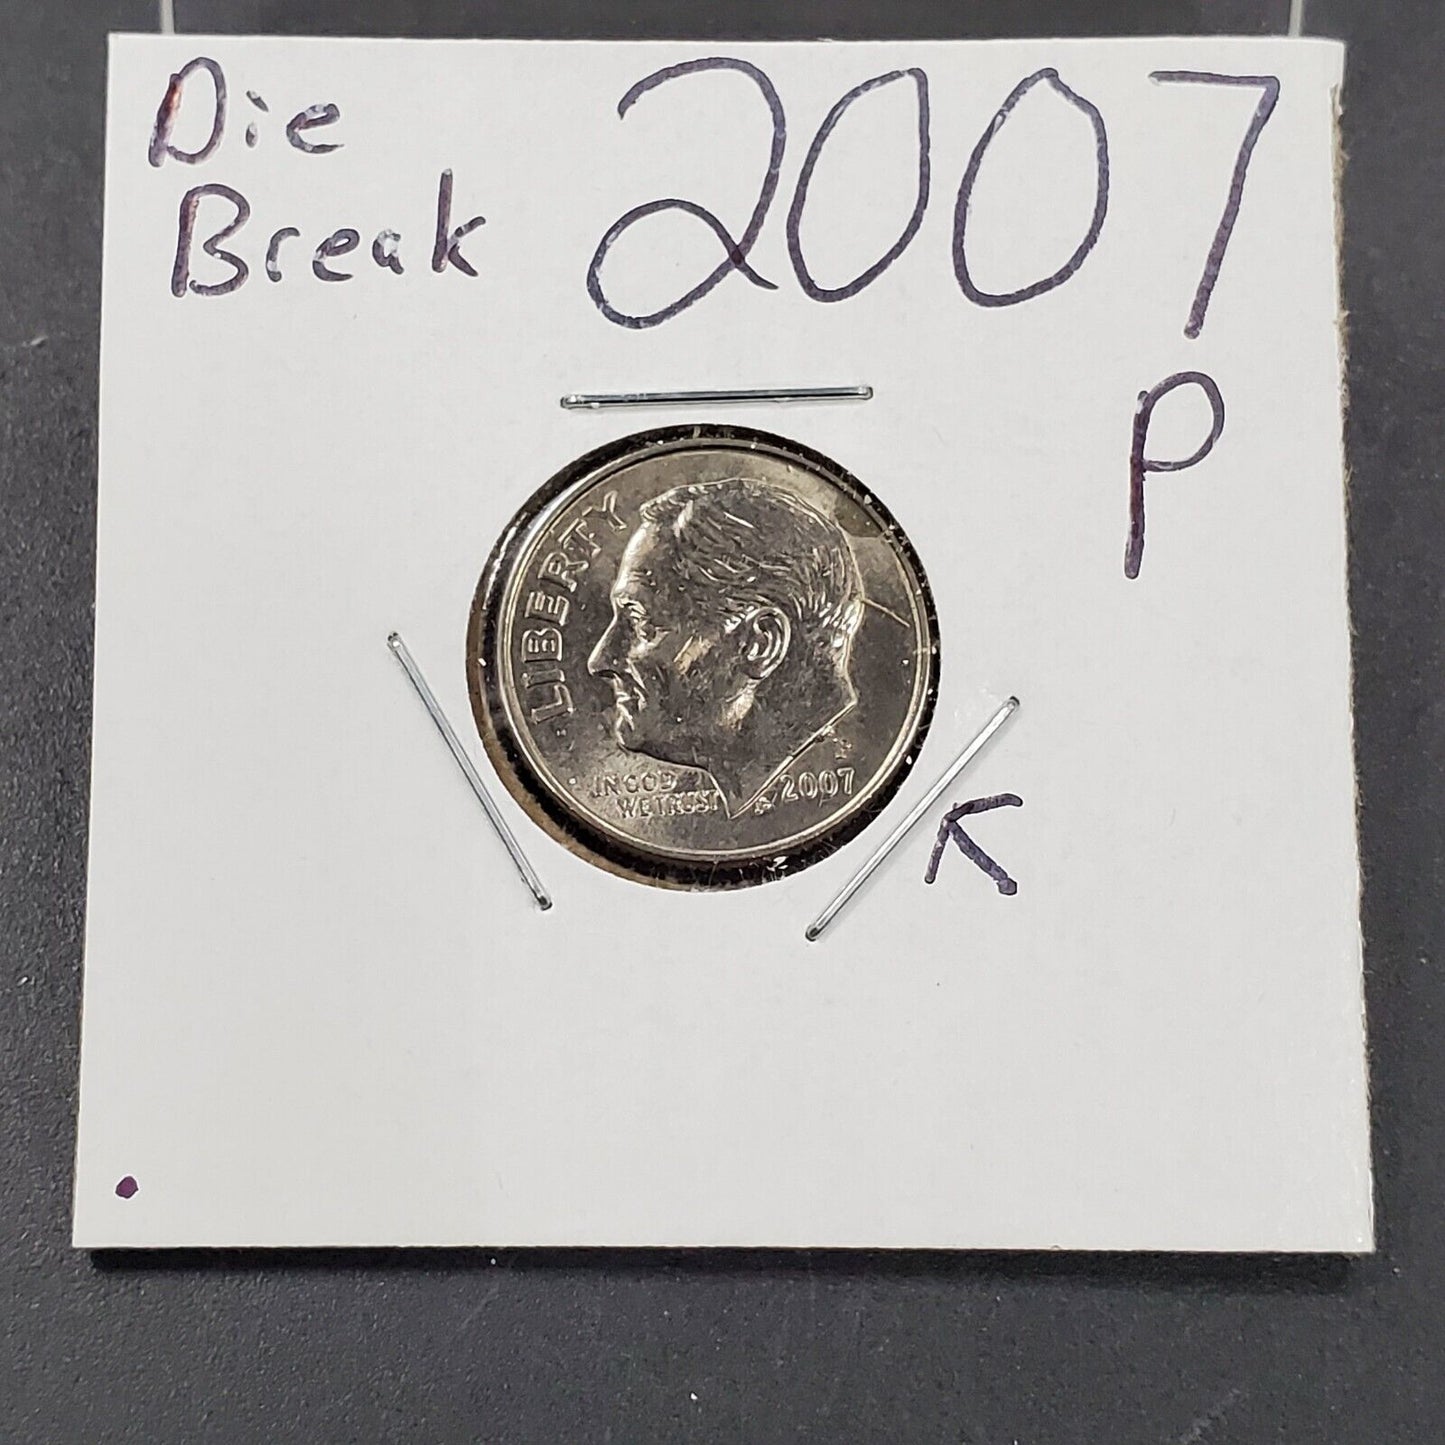 Die
Break
2007
P
K
LIBERTY
IN GOD
WE TRUST
P
2007